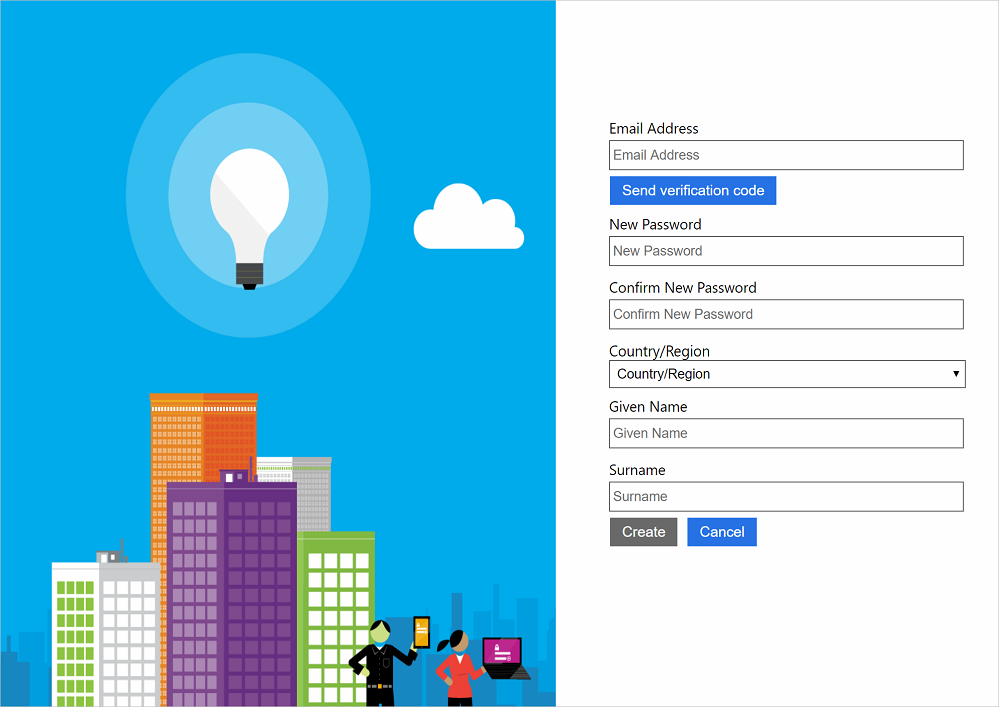 Email Address
Email Address
Send verification code
New Password
New Password
Confirm New Password
Confirm New Password
Country/Region
Country/Region
Given Name
Given Name
Surname
Surname
Create Cancel